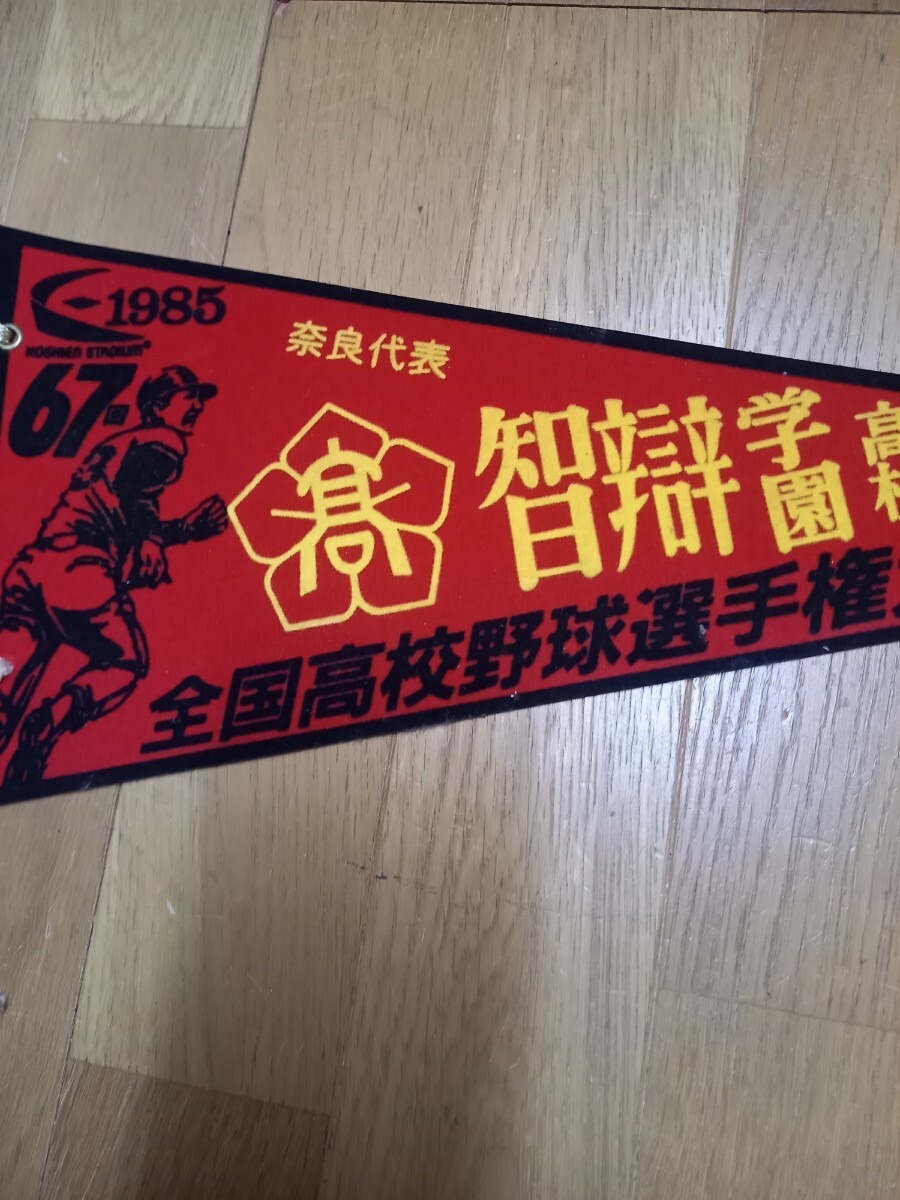 1985
KOSHIEN STADIUM®
67回
奈良代表
高
智辯学園高校
全国高校野球選手権